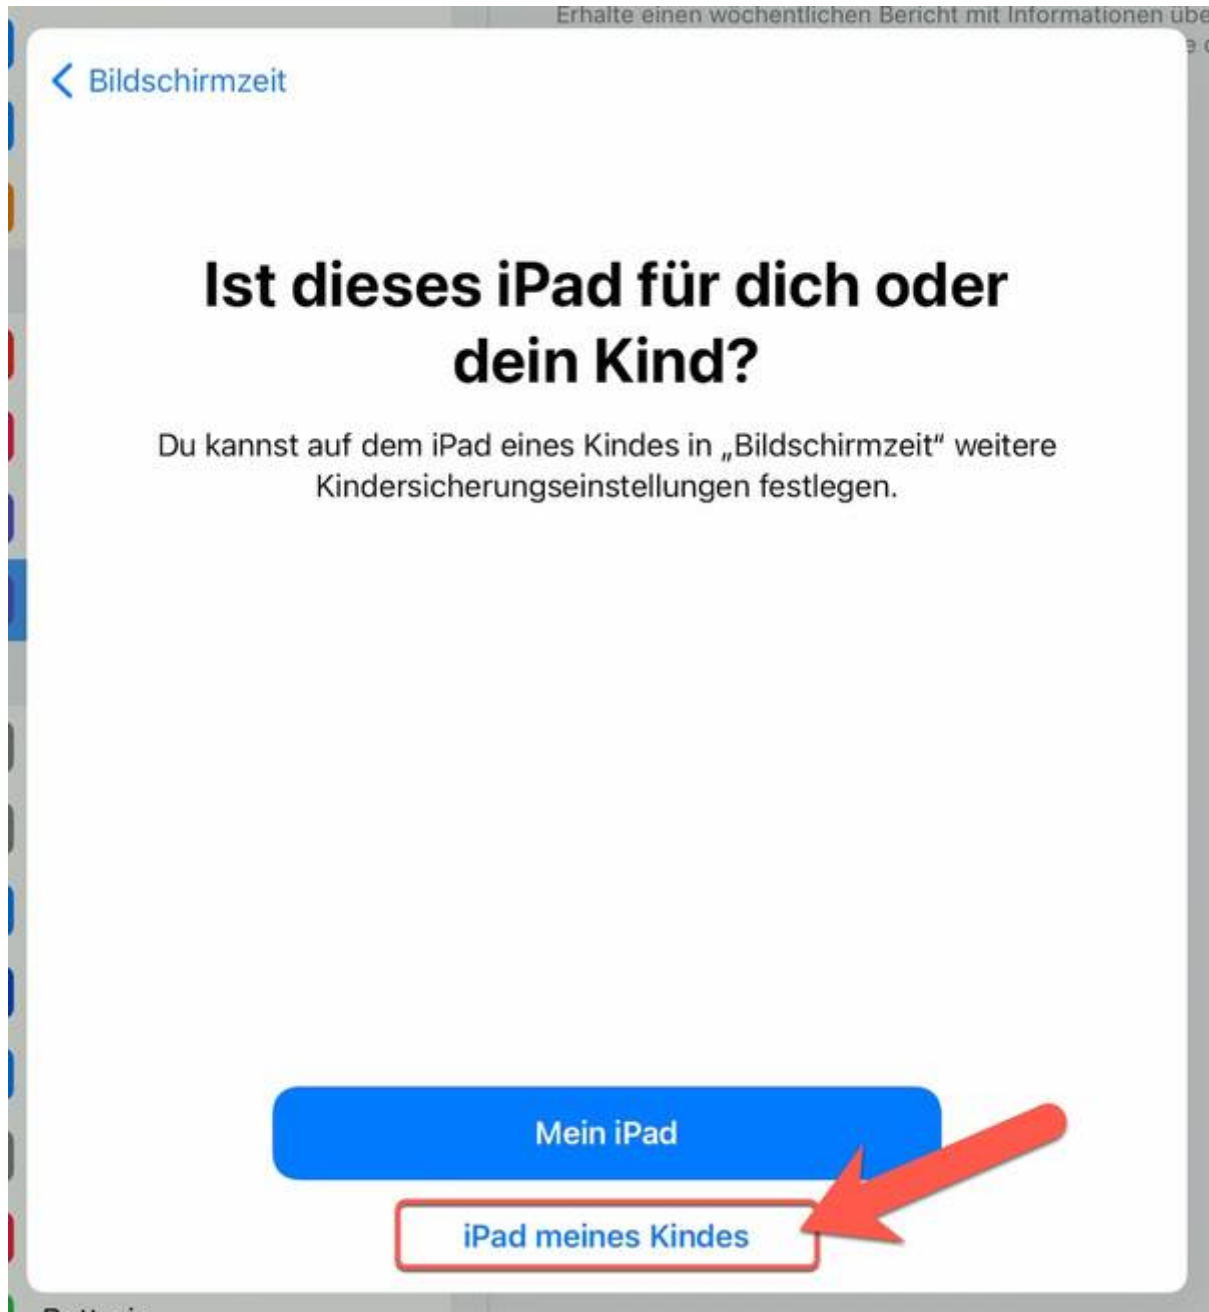 Erhalte einen wöchentlichen Bericht mit Informationen übe
Bildschirmzeit
Ist dieses iPad für dich oder
dein Kind?
Du kannst auf dem iPad eines Kindes in „Bildschirmzeit“ weitere
Kindersicherungseinstellungen festlegen.
Mein iPad
iPad meines Kindes